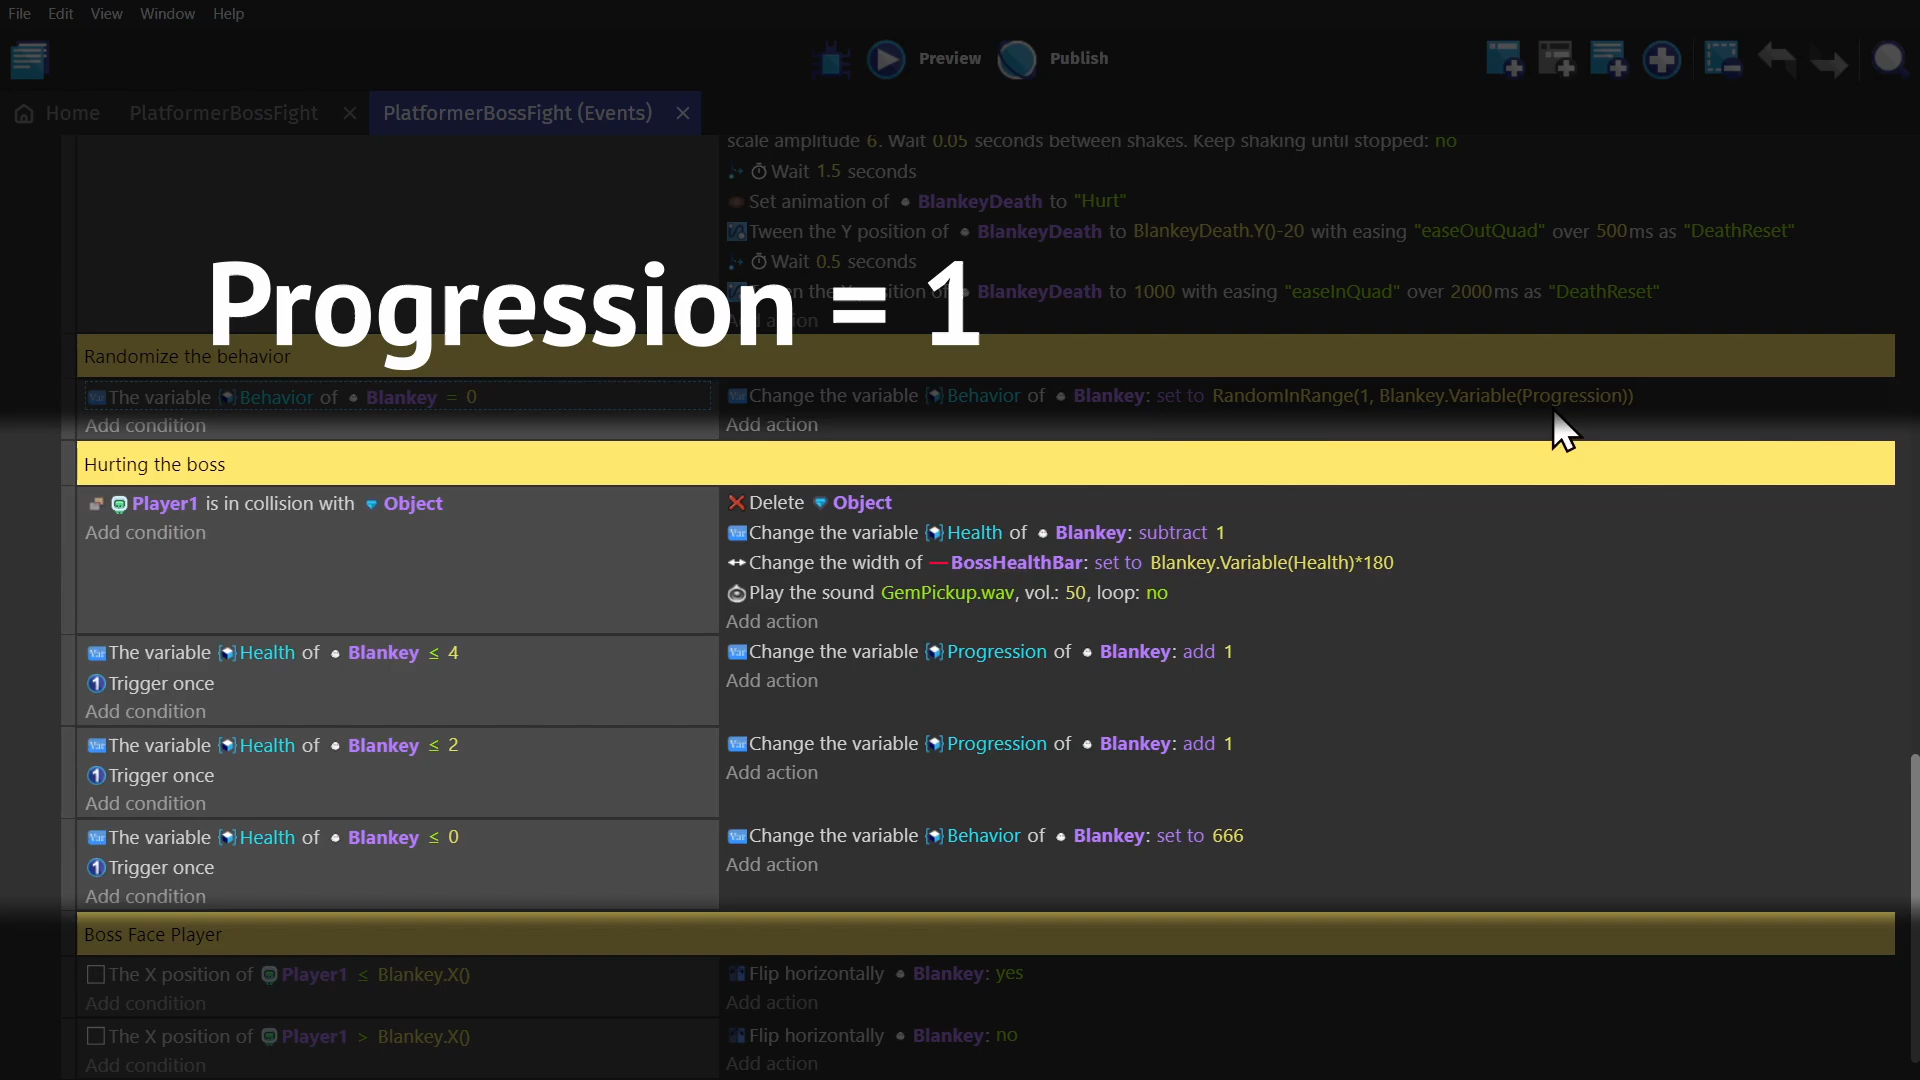 File Edit View Window Help
Preview Publish
Home PlatformerBossFight PlatformerBossFight (Events)
scale amplitude 6. Wait 0.05 seconds between shakes. Keep shaking until stopped: no
Wait 1.5 seconds
Set animation of BlankeyDeath to "Hurt"
Tween the Y position of BlankeyDeath to BlankeyDeath.Y()-20 with easing "easeOutQuad" over 500ms as "DeathReset"
Wait 0.5 seconds
BlankeyDeath to 1000 with easing "easeInQuad" over 2000ms as "DeathReset"
Progression = 1
Randomize the behavior
The variable Behavior of Blankey = 0
Add condition
Change the variable Behavior of Blankey: set to RandomInRange(1, Blankey.Variable(Progression))
Add action
Hurting the boss
Player1 is in collision with Object
Add condition
Delete Object
Change the variable Health of Blankey: subtract 1
Change the width of BossHealthBar: set to Blankey.Variable(Health)*180
Play the sound GemPickup.wav, vol.: 50, loop: no
Add action
The variable Health of Blankey ≤ 4
Trigger once
Add condition
Change the variable Progression of Blankey: add 1
Add action
The variable Health of Blankey ≤ 2
Trigger once
Add condition
Change the variable Progression of Blankey: add 1
Add action
The variable Health of Blankey ≤ 0
Trigger once
Add condition
Change the variable Behavior of Blankey: set to 666
Add action
Boss Face Player
The X position of Player1 ≤ Blankey.X()
Add condition
Flip horizontally Blankey: yes
Add action
The X position of Player1 > Blankey.X()
Add condition
Flip horizontally Blankey: no
Add action